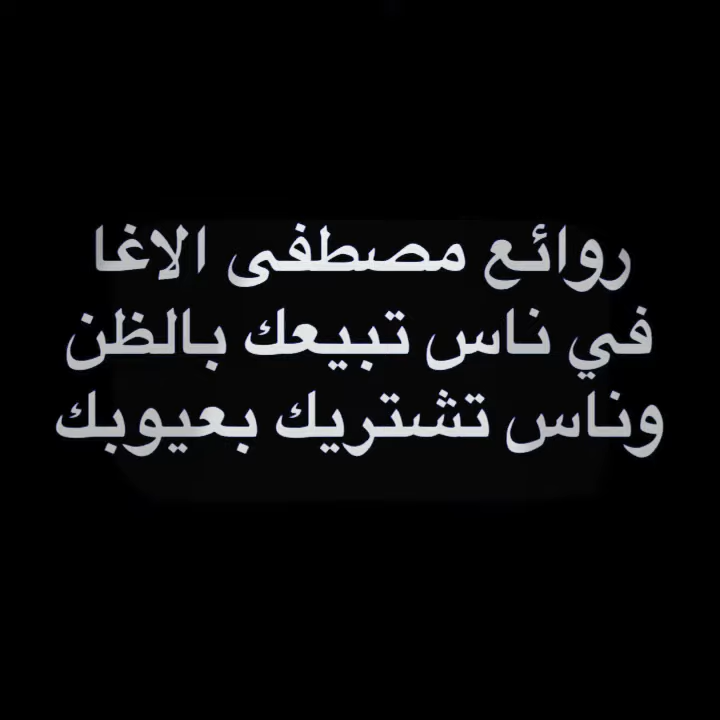 روائع مصطفى الاغا
في ناس تبيعك بالظن
وناس تشتريك بعيوبك